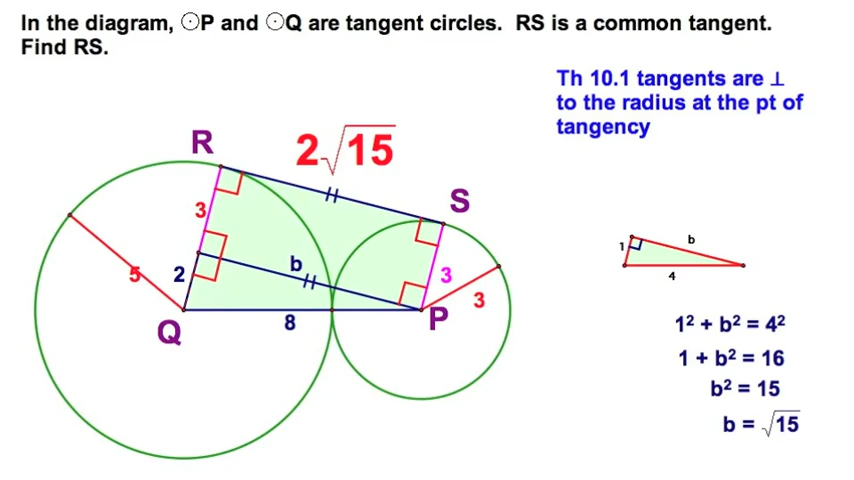 In the diagram, ⊙P and ⊙Q are tangent circles. RS is a common tangent.
Find RS.
Th 10.1 tangents are ⊥
to the radius at the pt of
tangency
R
2√15
S
3
b
1
b
5
2
3
4
3
Q
8
P
1² + b² = 4²
1 + b² = 16
b² = 15
b = √15